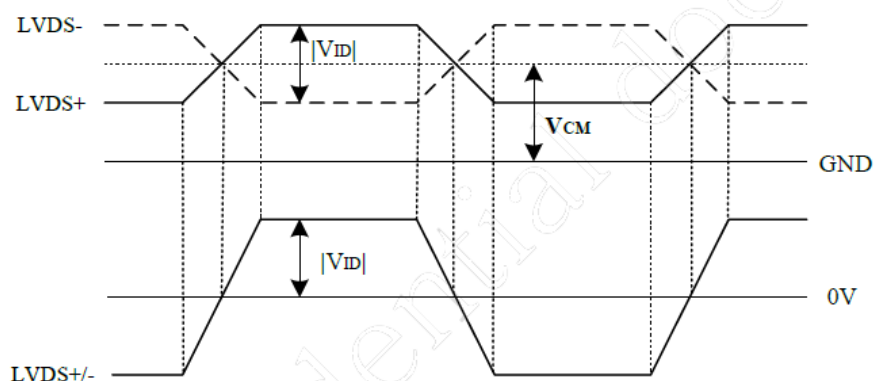 LVDS-
|VID|
LVDS+
VCM
GND
|VID|
0V
LVDS+/-